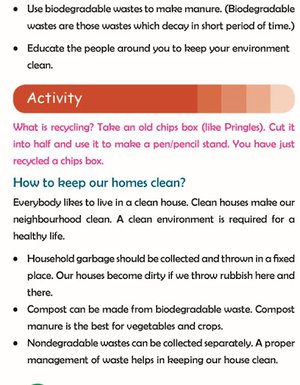 • Use biodegradable wastes to make manure. (Biodegradable
wastes are those wastes which decay in short period of time.)
• Educate the people around you to keep your environment
clean.
Activity
What is recycling? Take an old chips box (like Pringles). Cut it
into half and use it to make a pen/pencil stand. You have just
recycled a chips box.
How to keep our homes clean?
Everybody likes to live in a clean house. Clean houses make our
neighbourhood clean. A clean environment is required for a
healthy life.
• Household garbage should be collected and thrown in a fixed
place. Our houses become dirty if we throw rubbish here and
there.
• Compost can be made from biodegradable waste. Compost
manure is the best for vegetables and crops.
• Nondegradable wastes can be collected separately. A proper
management of waste helps in keeping our house clean.